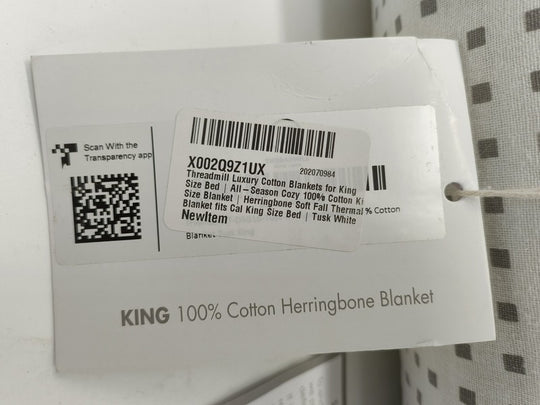 Scan With the
Transparency app
X002Q9Z1UX
202070984
Threadmill Luxury Cotton Blankets for King
Size Bed | All-Season Cozy 100% Cotton Ki
Size Blanket | Herringbone Soft Fall Thermal
Blanket fits Cal King Size Bed | Tusk White
NewItem
% Cotton
Blanket
KING 100% Cotton Herringbone Blanket